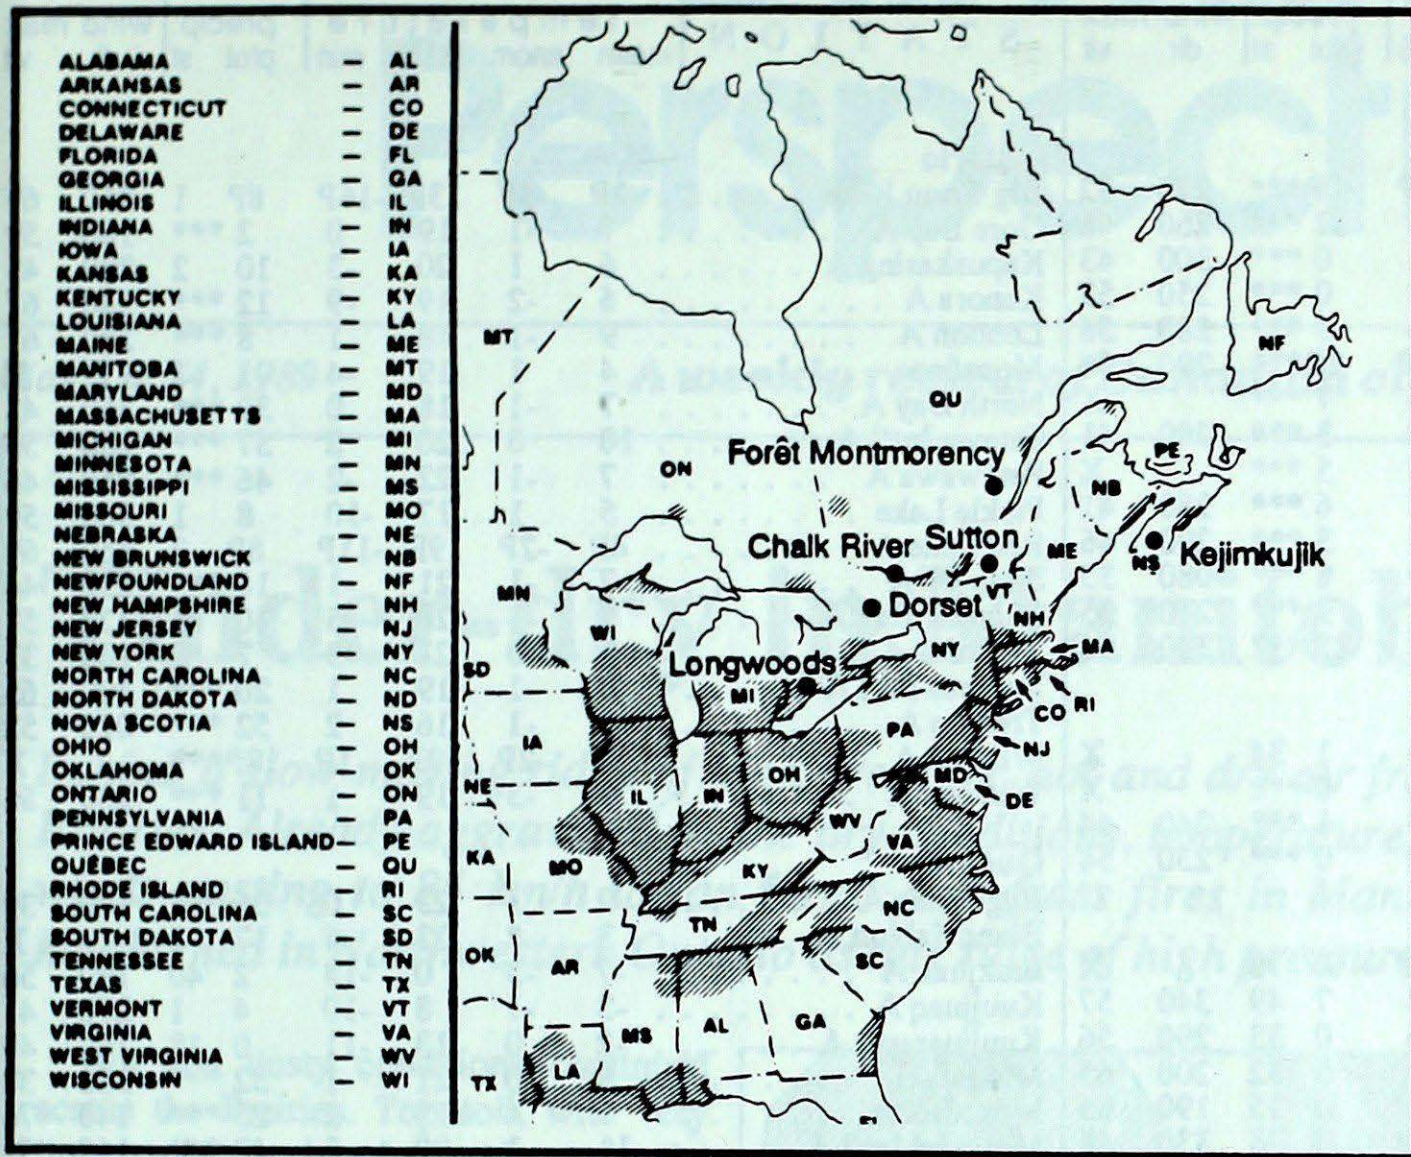 ALABAMA — AL
ARKANSAS — AR
CONNECTICUT — CO
DELAWARE — DE
FLORIDA — FL
GEORGIA — GA
ILLINOIS — IL
INDIANA — IN
IOWA — IA
KANSAS — KA
KENTUCKY — KY
LOUISIANA — LA
MAINE — ME
MANITOBA — MT
MARYLAND — MD
MASSACHUSETTS — MA
MICHIGAN — MI
MINNESOTA — MN
MISSISSIPPI — MS
MISSOURI — MO
NEBRASKA — NE
NEW BRUNSWICK — NB
NEWFOUNDLAND — NF
NEW HAMPSHIRE — NH
NEW JERSEY — NJ
NEW YORK — NY
NORTH CAROLINA — NC
NORTH DAKOTA — ND
NOVA SCOTIA — NS
OHIO — OH
OKLAHOMA — OK
ONTARIO — ON
PENNSYLVANIA — PA
PRINCE EDWARD ISLAND — PE
QUÉBEC — QU
RHODE ISLAND — RI
SOUTH CAROLINA — SC
SOUTH DAKOTA — SD
TENNESSEE — TN
TEXAS — TX
VERMONT — VT
VIRGINIA — VA
WEST VIRGINIA — WV
WISCONSIN — WI
MT
NF
QU
ON
Forêt Montmorency
PE
NB
Chalk River
Sutton
ME
NS
Kejimkujik
MN
VT
Dorset
NH
WI
NY
MA
SD
Longwoods
MI
CO
RI
IA
PA
NJ
NE
IL
IN
OH
MD
DE
WV
VA
KA
MO
KY
NC
TN
OK
AR
SC
MS
AL
GA
TX
LA